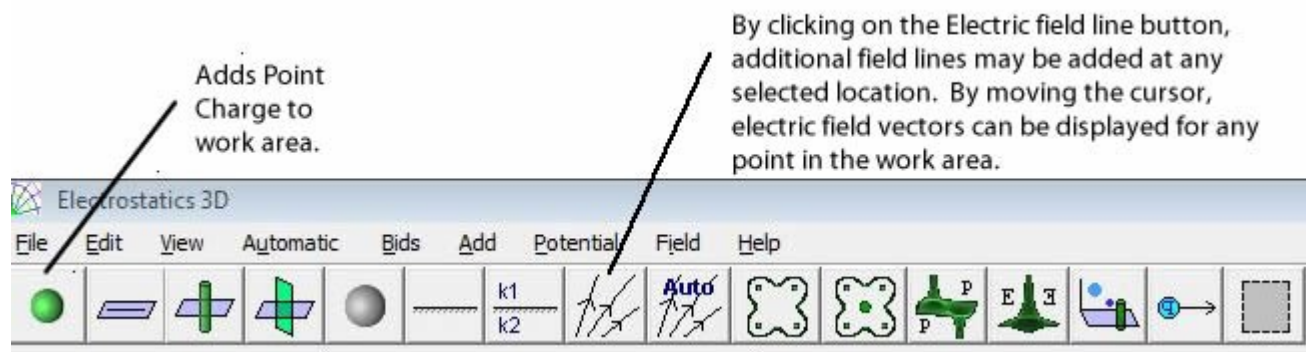 By clicking on the Electric field line button,
additional field lines may be added at any
selected location. By moving the cursor,
electric field vectors can be displayed for any
point in the work area.
Adds Point
Charge to
work area.
Electrostatics 3D
File Edit View Automatic Bids Add Potential Field Help
k1
k2
Auto
P
P
E E
q